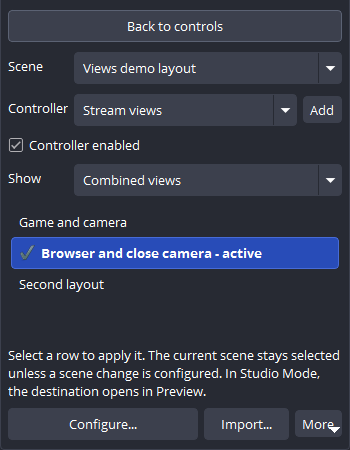 Back to controls
Scene Views demo layout
Controller Stream views Add
Controller enabled
Show Combined views
Game and camera
Browser and close camera - active
Second layout
Select a row to apply it. The current scene stays selected
unless a scene change is configured. In Studio Mode,
the destination opens in Preview.
Configure... Import... More